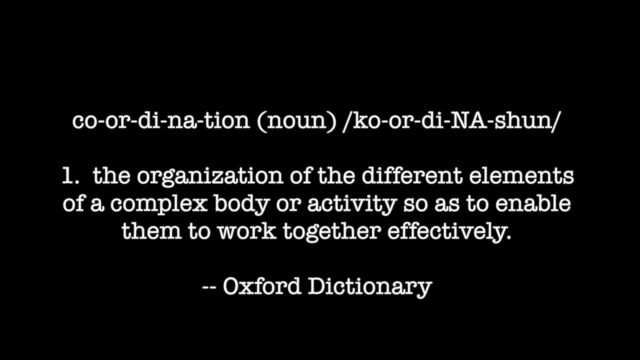 co-or-di-na-tion (noun) /ko-or-di-NA-shun/
1. the organization of the different elements
of a complex body or activity so as to enable
them to work together effectively.
-- Oxford Dictionary